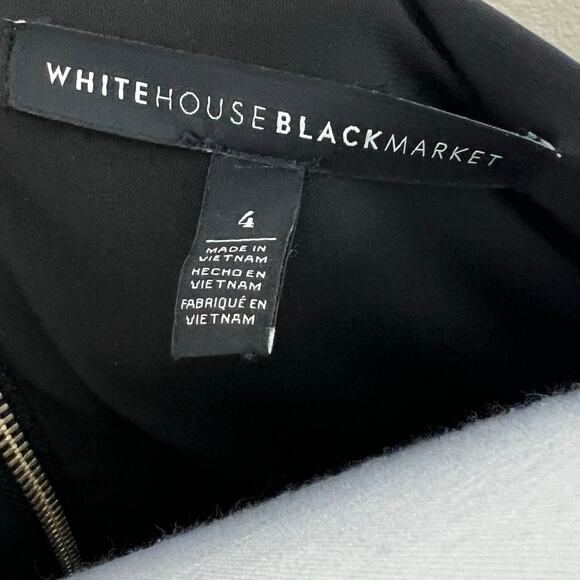 WHITEHOUSEBLACKMARKET
4
MADE IN
VIETNAM
HECHO EN
VIETNAM
FABRIQUÉ EN
VIETNAM